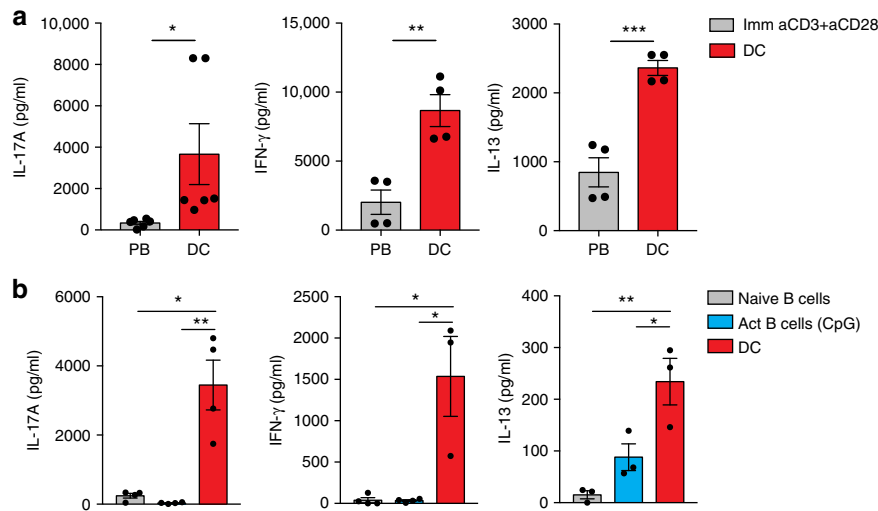 a
IL-17A (pg/ml)
10,000
8000
6000
4000
2000
0
*
PB
DC
IFN-γ (pg/ml)
15,000
10,000
5000
0
**
PB
DC
IL-13 (pg/ml)
3000
2000
1000
0
***
PB
DC
Imm aCD3+aCD28
DC
b
IL-17A (pg/ml)
6000
4000
2000
0
*
**
IFN-γ (pg/ml)
2500
2000
1500
1000
500
0
*
*
IL-13 (pg/ml)
400
300
200
100
0
**
*
Naive B cells
Act B cells (CpG)
DC